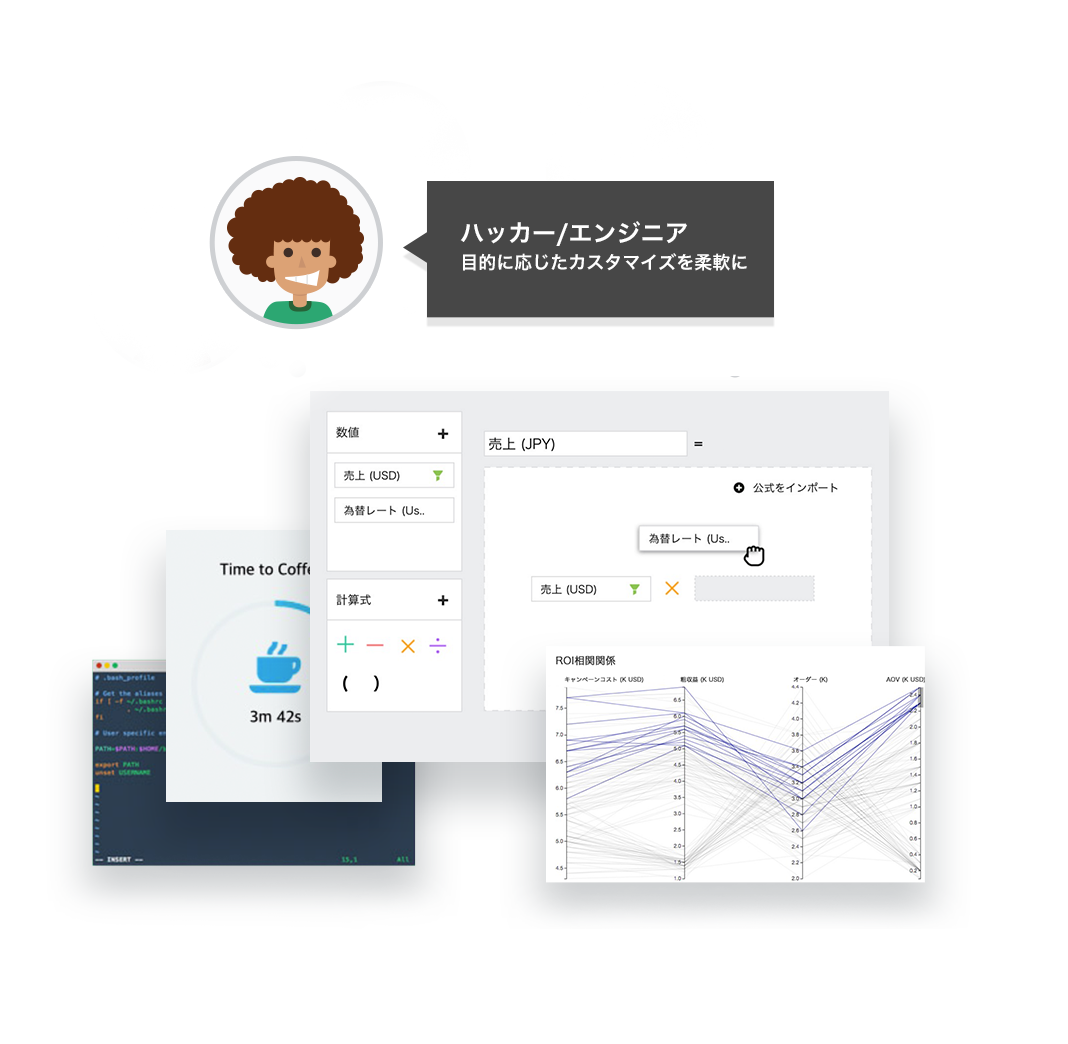 ハッカー/エンジニア
目的に応じたカスタマイズを柔軟に
数値 +
売上 (USD)
為替レート (Us..
計算式 +
+ − × ÷
( )
売上 (JPY) =
公式をインポート
為替レート (Us..
売上 (USD) ×
Time to Coffe
3m 42s
# .bash_profile
# Get the aliases
if [ -f ~/.bashrc
. ~/.bashr
fi
# User specific en
PATH=$PATH:$HOME/
export PATH
unset USERNAME
~
~
~
~
~
~
~
-- INSERT -- 13,1 All
ROI相関関係
キャンペーンコスト (K USD)
7.5
7.0
6.5
6.0
5.5
5.0
4.5
粗収益 (K USD)
6.5
6.0
5.5
5.0
4.5
4.0
3.5
3.0
2.5
2.0
1.5
1.0
オーダー (K)
4.4
4.2
4.0
3.8
3.6
3.4
3.2
3.0
2.8
2.6
2.4
2.2
2.0
AOV (K USD)
2.4
2.2
2.0
1.8
1.6
1.4
1.2
1.0
0.8
0.6
0.4
0.2